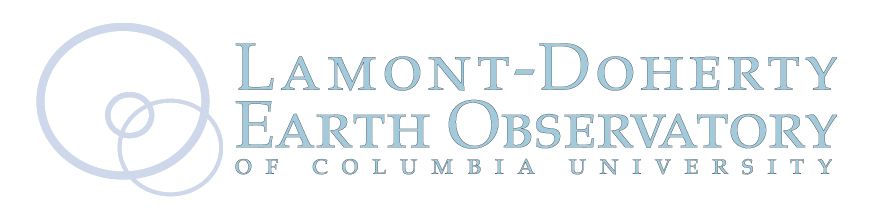 LAMONT-DOHERTY
EARTH OBSERVATORY
OF COLUMBIA UNIVERSITY